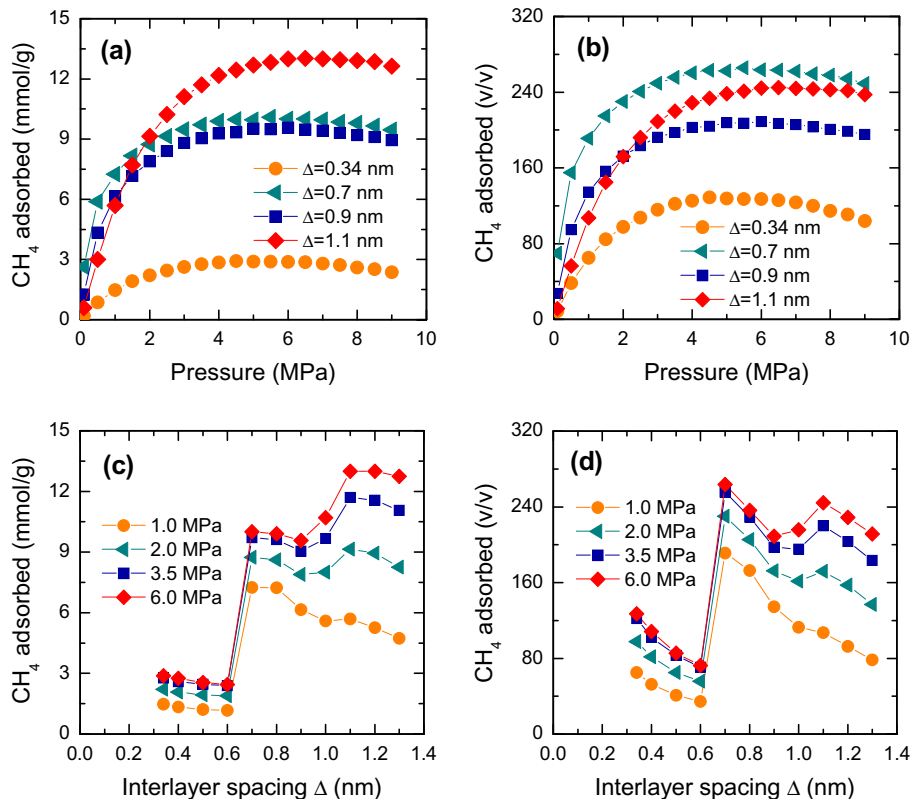 (a)
CH₄ adsorbed (mmol/g)
15
12
9
6
3
0
Δ=0.34 nm
Δ=0.7 nm
Δ=0.9 nm
Δ=1.1 nm
0 2 4 6 8 10
Pressure (MPa)
(b)
CH₄ adsorbed (v/v)
320
240
160
80
0
Δ=0.34 nm
Δ=0.7 nm
Δ=0.9 nm
Δ=1.1 nm
0 2 4 6 8 10
Pressure (MPa)
(c)
CH₄ adsorbed (mmol/g)
15
12
9
6
3
0
1.0 MPa
2.0 MPa
3.5 MPa
6.0 MPa
0.0 0.2 0.4 0.6 0.8 1.0 1.2 1.4
Interlayer spacing Δ (nm)
(d)
CH₄ adsorbed (v/v)
320
240
160
80
0
1.0 MPa
2.0 MPa
3.5 MPa
6.0 MPa
0.0 0.2 0.4 0.6 0.8 1.0 1.2 1.4
Interlayer spacing Δ (nm)